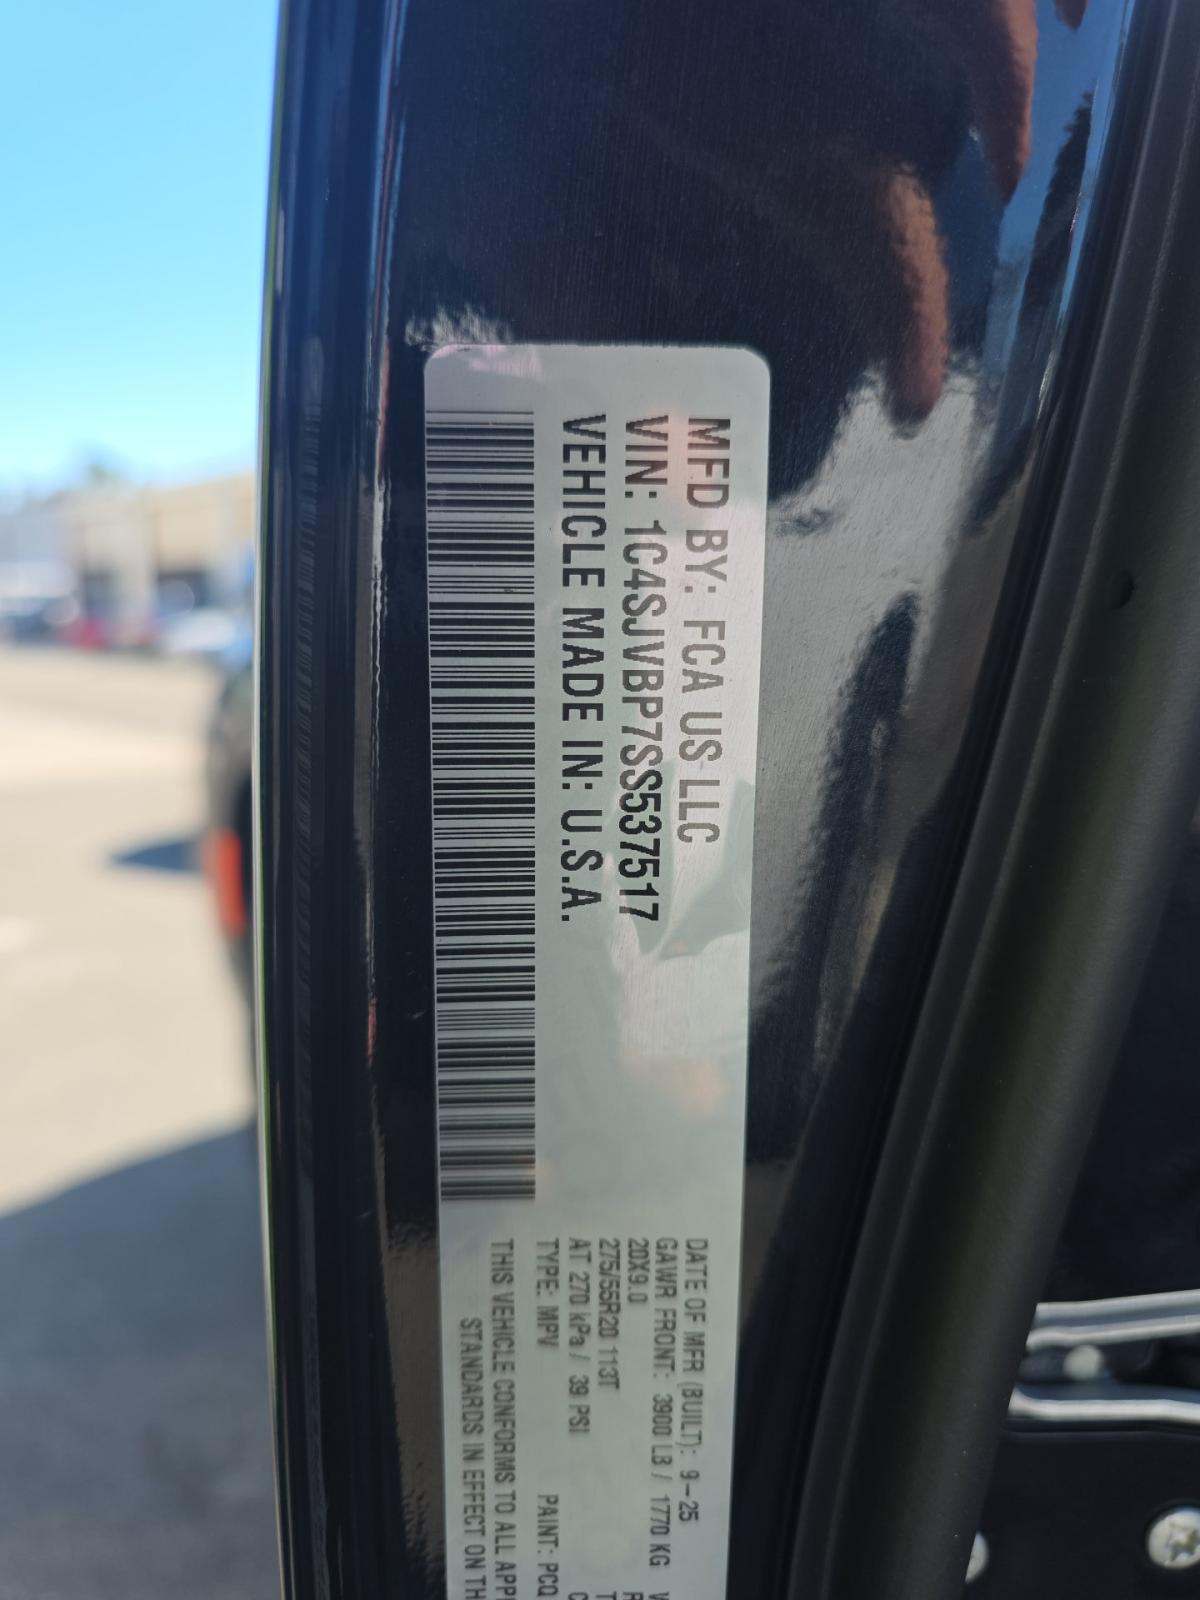 MFD BY: FCA US LLC
VIN: 1C4SJVBP7SS537517
VEHICLE MADE IN: U.S.A.
DATE OF MFR (BUILT): 9-25
GAWR FRONT: 3900 LB / 1770 KG
20X9.0
275/55R20 113T
AT 270 kPa / 39 PSI
TYPE: MPV PAINT: PCQ
THIS VEHICLE CONFORMS TO ALL
STANDARDS IN EFFECT ON